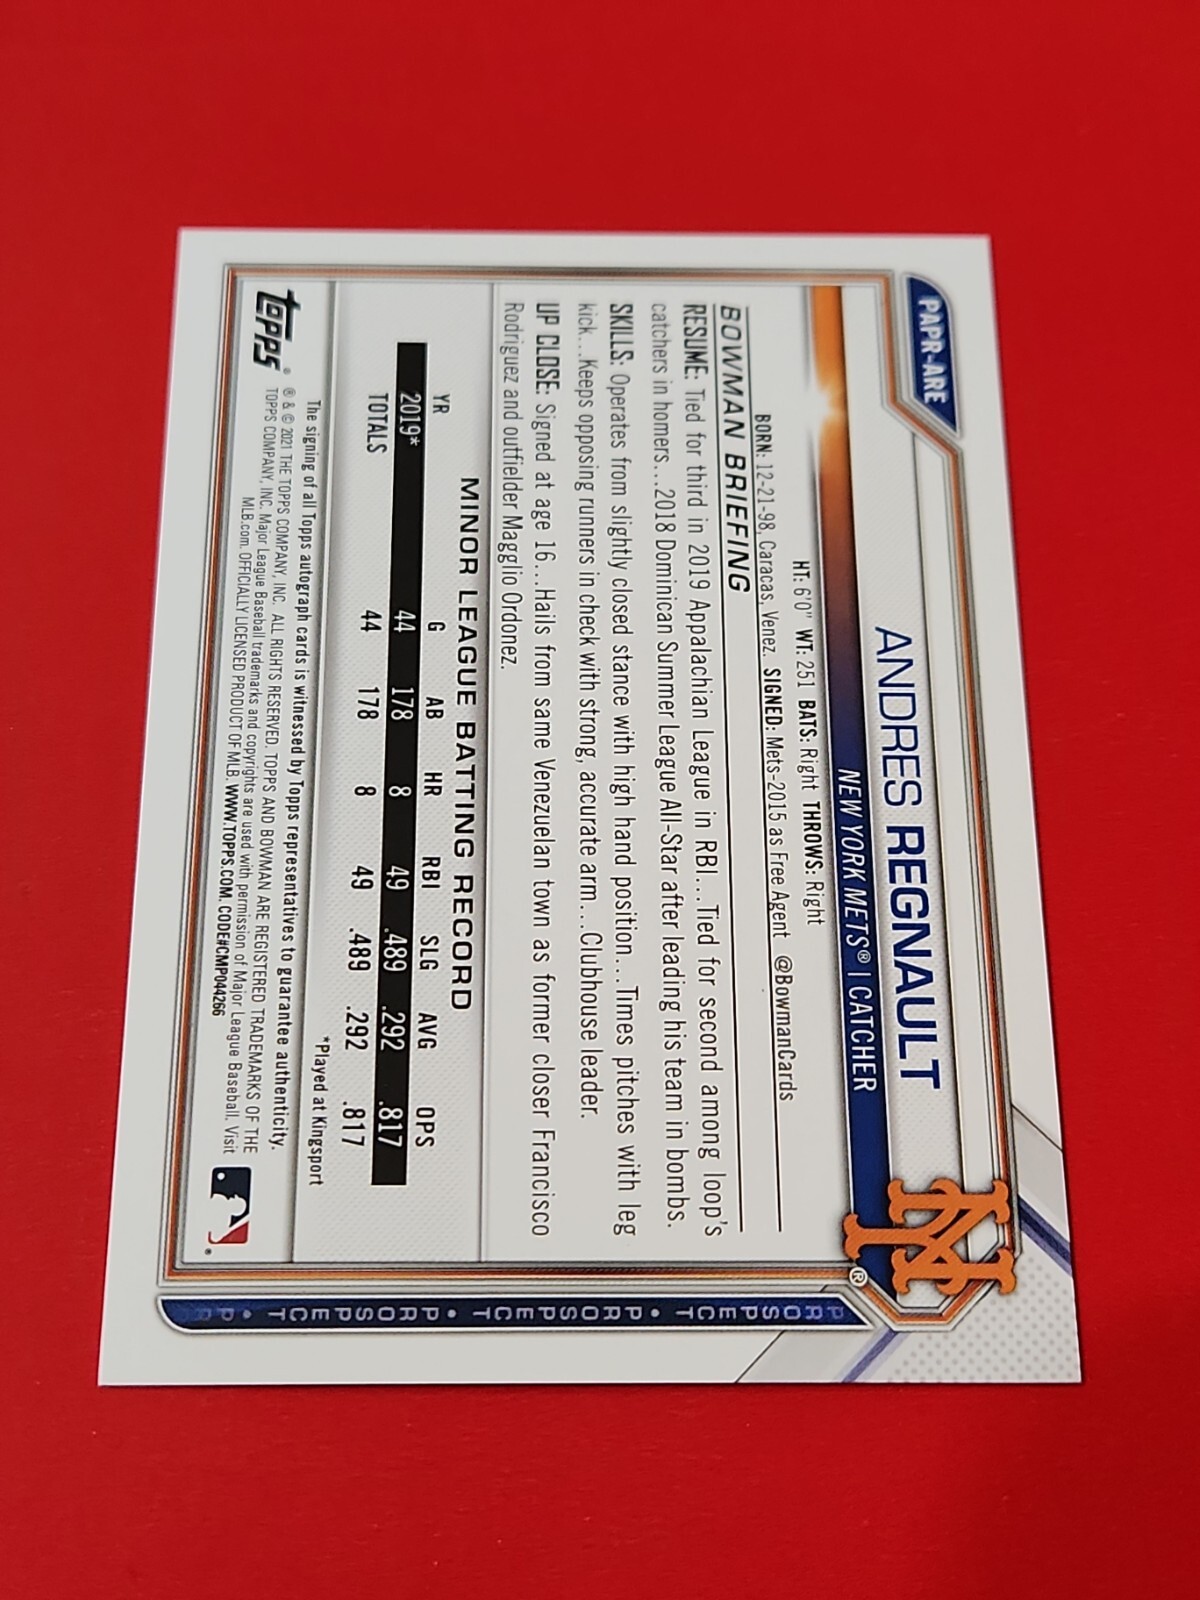 PAPR-ARE
ANDRES REGNAULT
NEW YORK METS® | CATCHER
NY
®
HT: 6'0" WT: 251 BATS: Right THROWS: Right
BORN: 12-21-98, Caracas, Venez. SIGNED: Mets-2015 as Free Agent @BowmanCards
BOWMAN BRIEFING
RESUME: Tied for third in 2019 Appalachian League in RBI...Tied for second among loop's
catchers in homers...2018 Dominican Summer League All-Star after leading his team in bombs.
SKILLS: Operates from slightly closed stance with high hand position...Times pitches with leg
kick...Keeps opposing runners in check with strong, accurate arm...Clubhouse leader.
UP CLOSE: Signed at age 16...Hails from same Venezuelan town as former closer Francisco
Rodriguez and outfielder Magglio Ordonez.
MINOR LEAGUE BATTING RECORD
YR G AB HR RBI SLG AVG OPS
2019* 44 178 8 49 .489 .292 .817
TOTALS 44 178 8 49 .489 .292 .817
*Played at Kingsport
The signing of all Topps autograph cards is witnessed by Topps representatives to guarantee authenticity.
® & © 2021 THE TOPPS COMPANY, INC. ALL RIGHTS RESERVED. TOPPS AND BOWMAN ARE REGISTERED TRADEMARKS OF THE
TOPPS COMPANY, INC. Major League Baseball trademarks and copyrights are used with permission of Major League Baseball. Visit
MLB.com. OFFICIALLY LICENSED PRODUCT OF MLB. WWW.TOPPS.COM. CODE#CMP044266
topps®
PROSPECT • PROSPECT • PROSPECT • PR